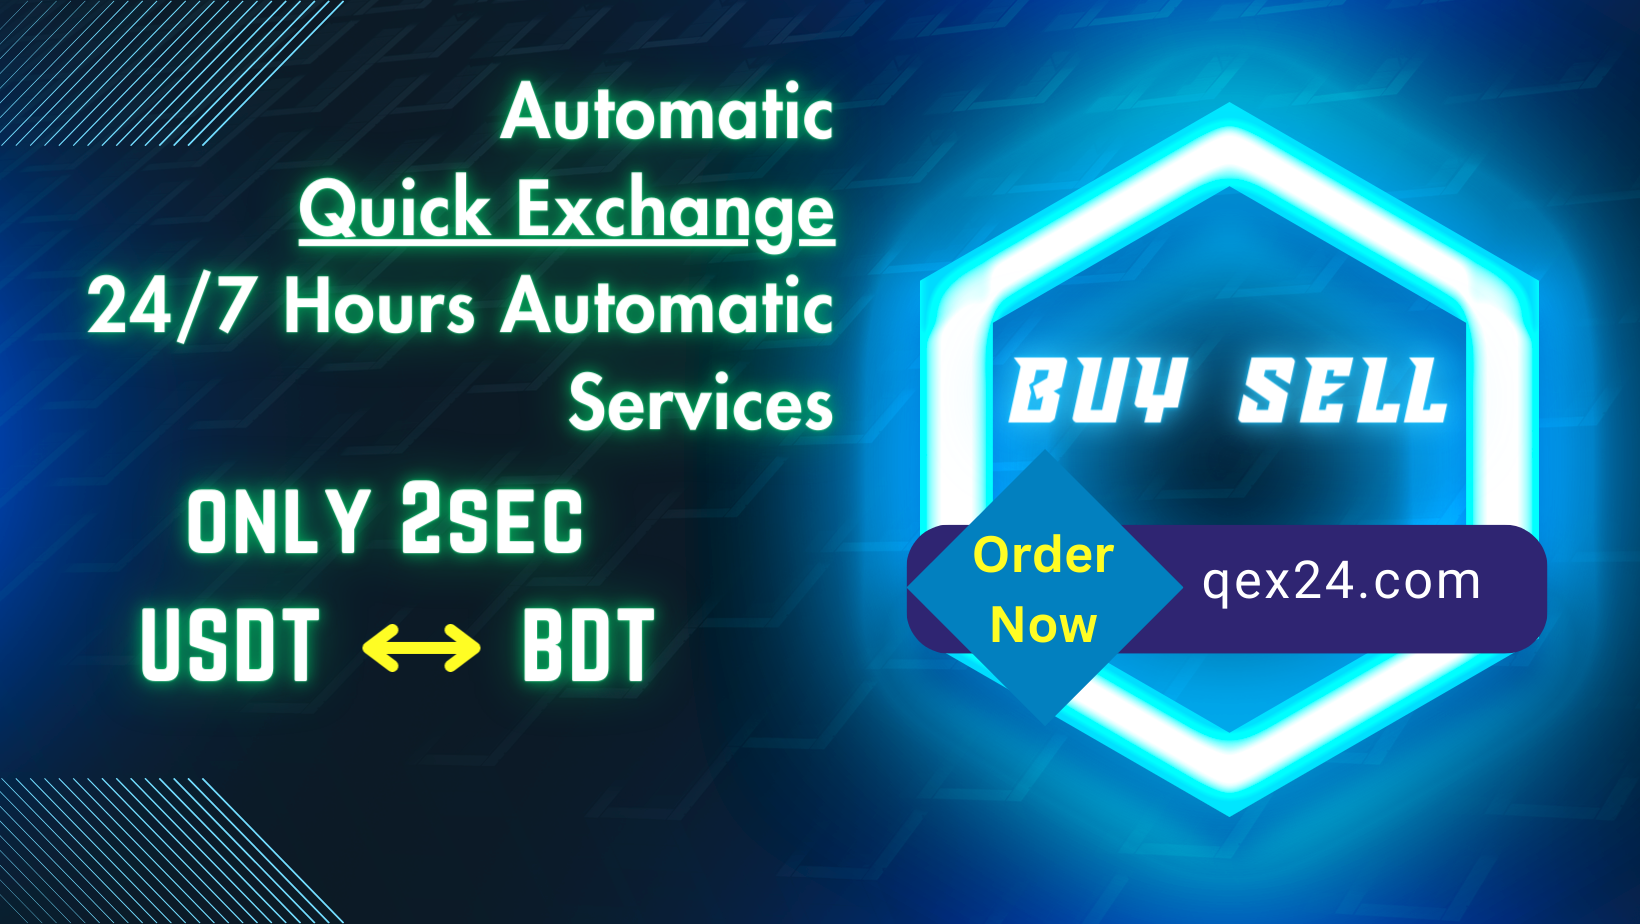 Automatic
Quick Exchange
24/7 Hours Automatic
Services
ONLY 2SEC
USDT ↔ BDT
BUY SELL
Order
Now
qex24.com